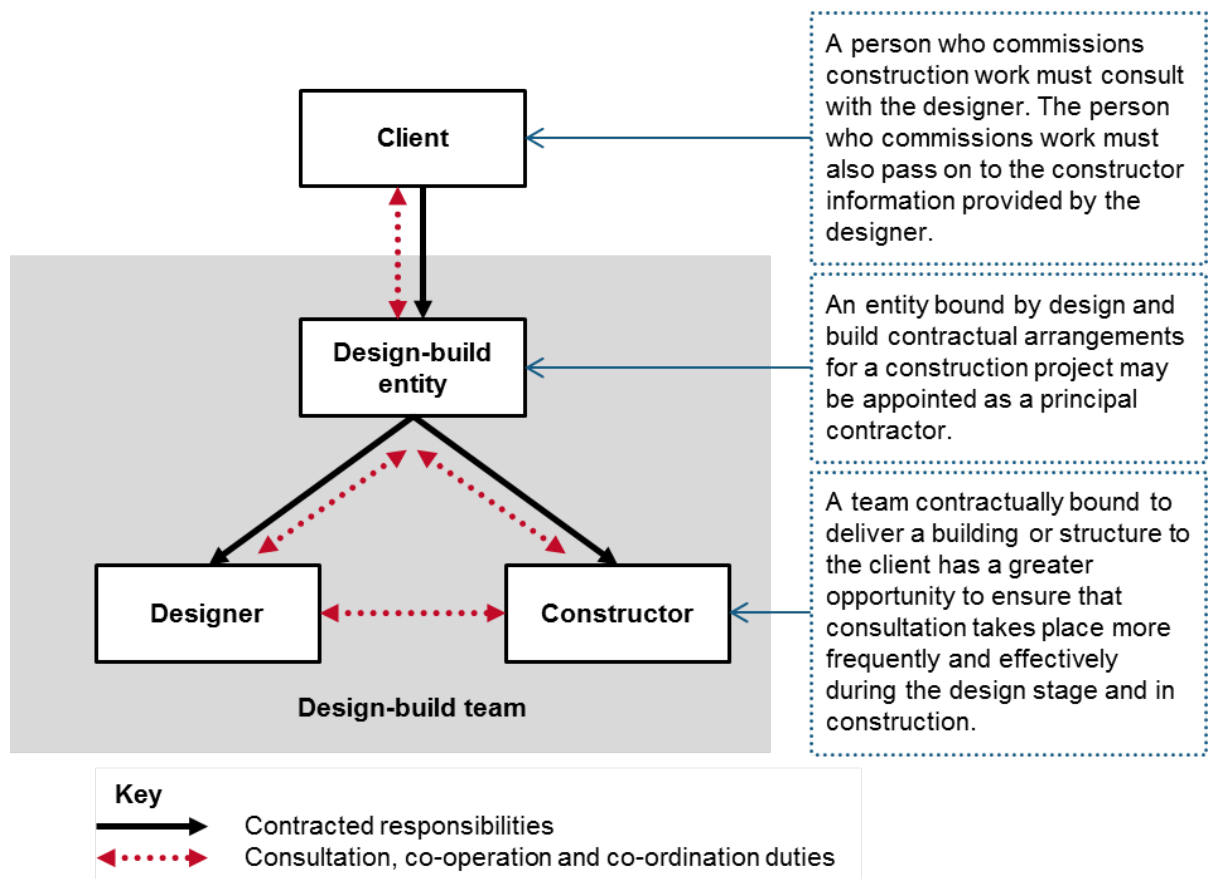 Client
Design-build
entity
Designer
Constructor
Design-build team
A person who commissions
construction work must consult
with the designer. The person
who commissions work must
also pass on to the constructor
information provided by the
designer.
An entity bound by design and
build contractual arrangements
for a construction project may
be appointed as a principal
contractor.
A team contractually bound to
deliver a building or structure to
the client has a greater
opportunity to ensure that
consultation takes place more
frequently and effectively
during the design stage and in
construction.
Key
Contracted responsibilities
Consultation, co-operation and co-ordination duties